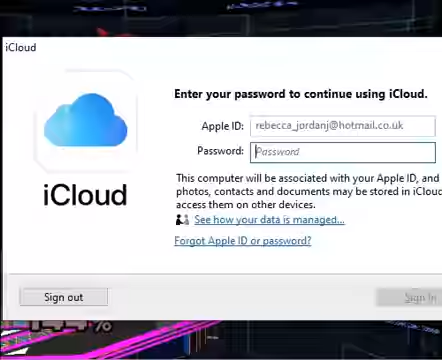 iCloud
Enter your password to continue using iCloud.
Apple ID: rebecca_jordanj@hotmail.co.uk
Password: Password
This computer will be associated with your Apple ID, and
photos, contacts and documents may be stored in iCloud
access them on other devices.
See how your data is managed...
Forgot Apple ID or password?
iCloud
Sign out
Sign In
144%